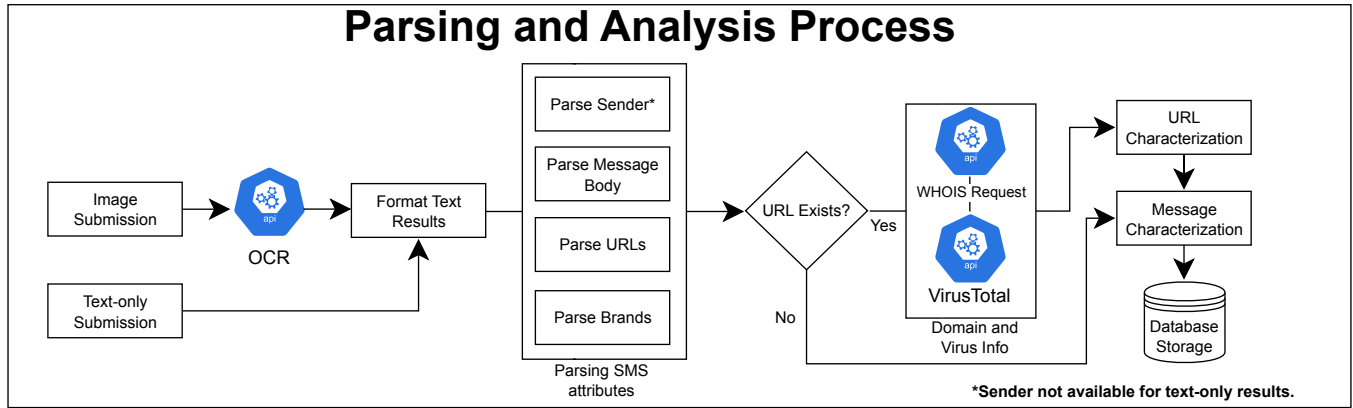 Parsing and Analysis Process
Image
Submission
api
OCR
Text-only
Submission
Format Text
Results
Parse Sender*
Parse Message
Body
Parse URLs
Parse Brands
Parsing SMS
attributes
URL Exists?
Yes
No
api
WHOIS Request
api
VirusTotal
Domain and
Virus Info
URL
Characterization
Message
Characterization
Database
Storage
*Sender not available for text-only results.